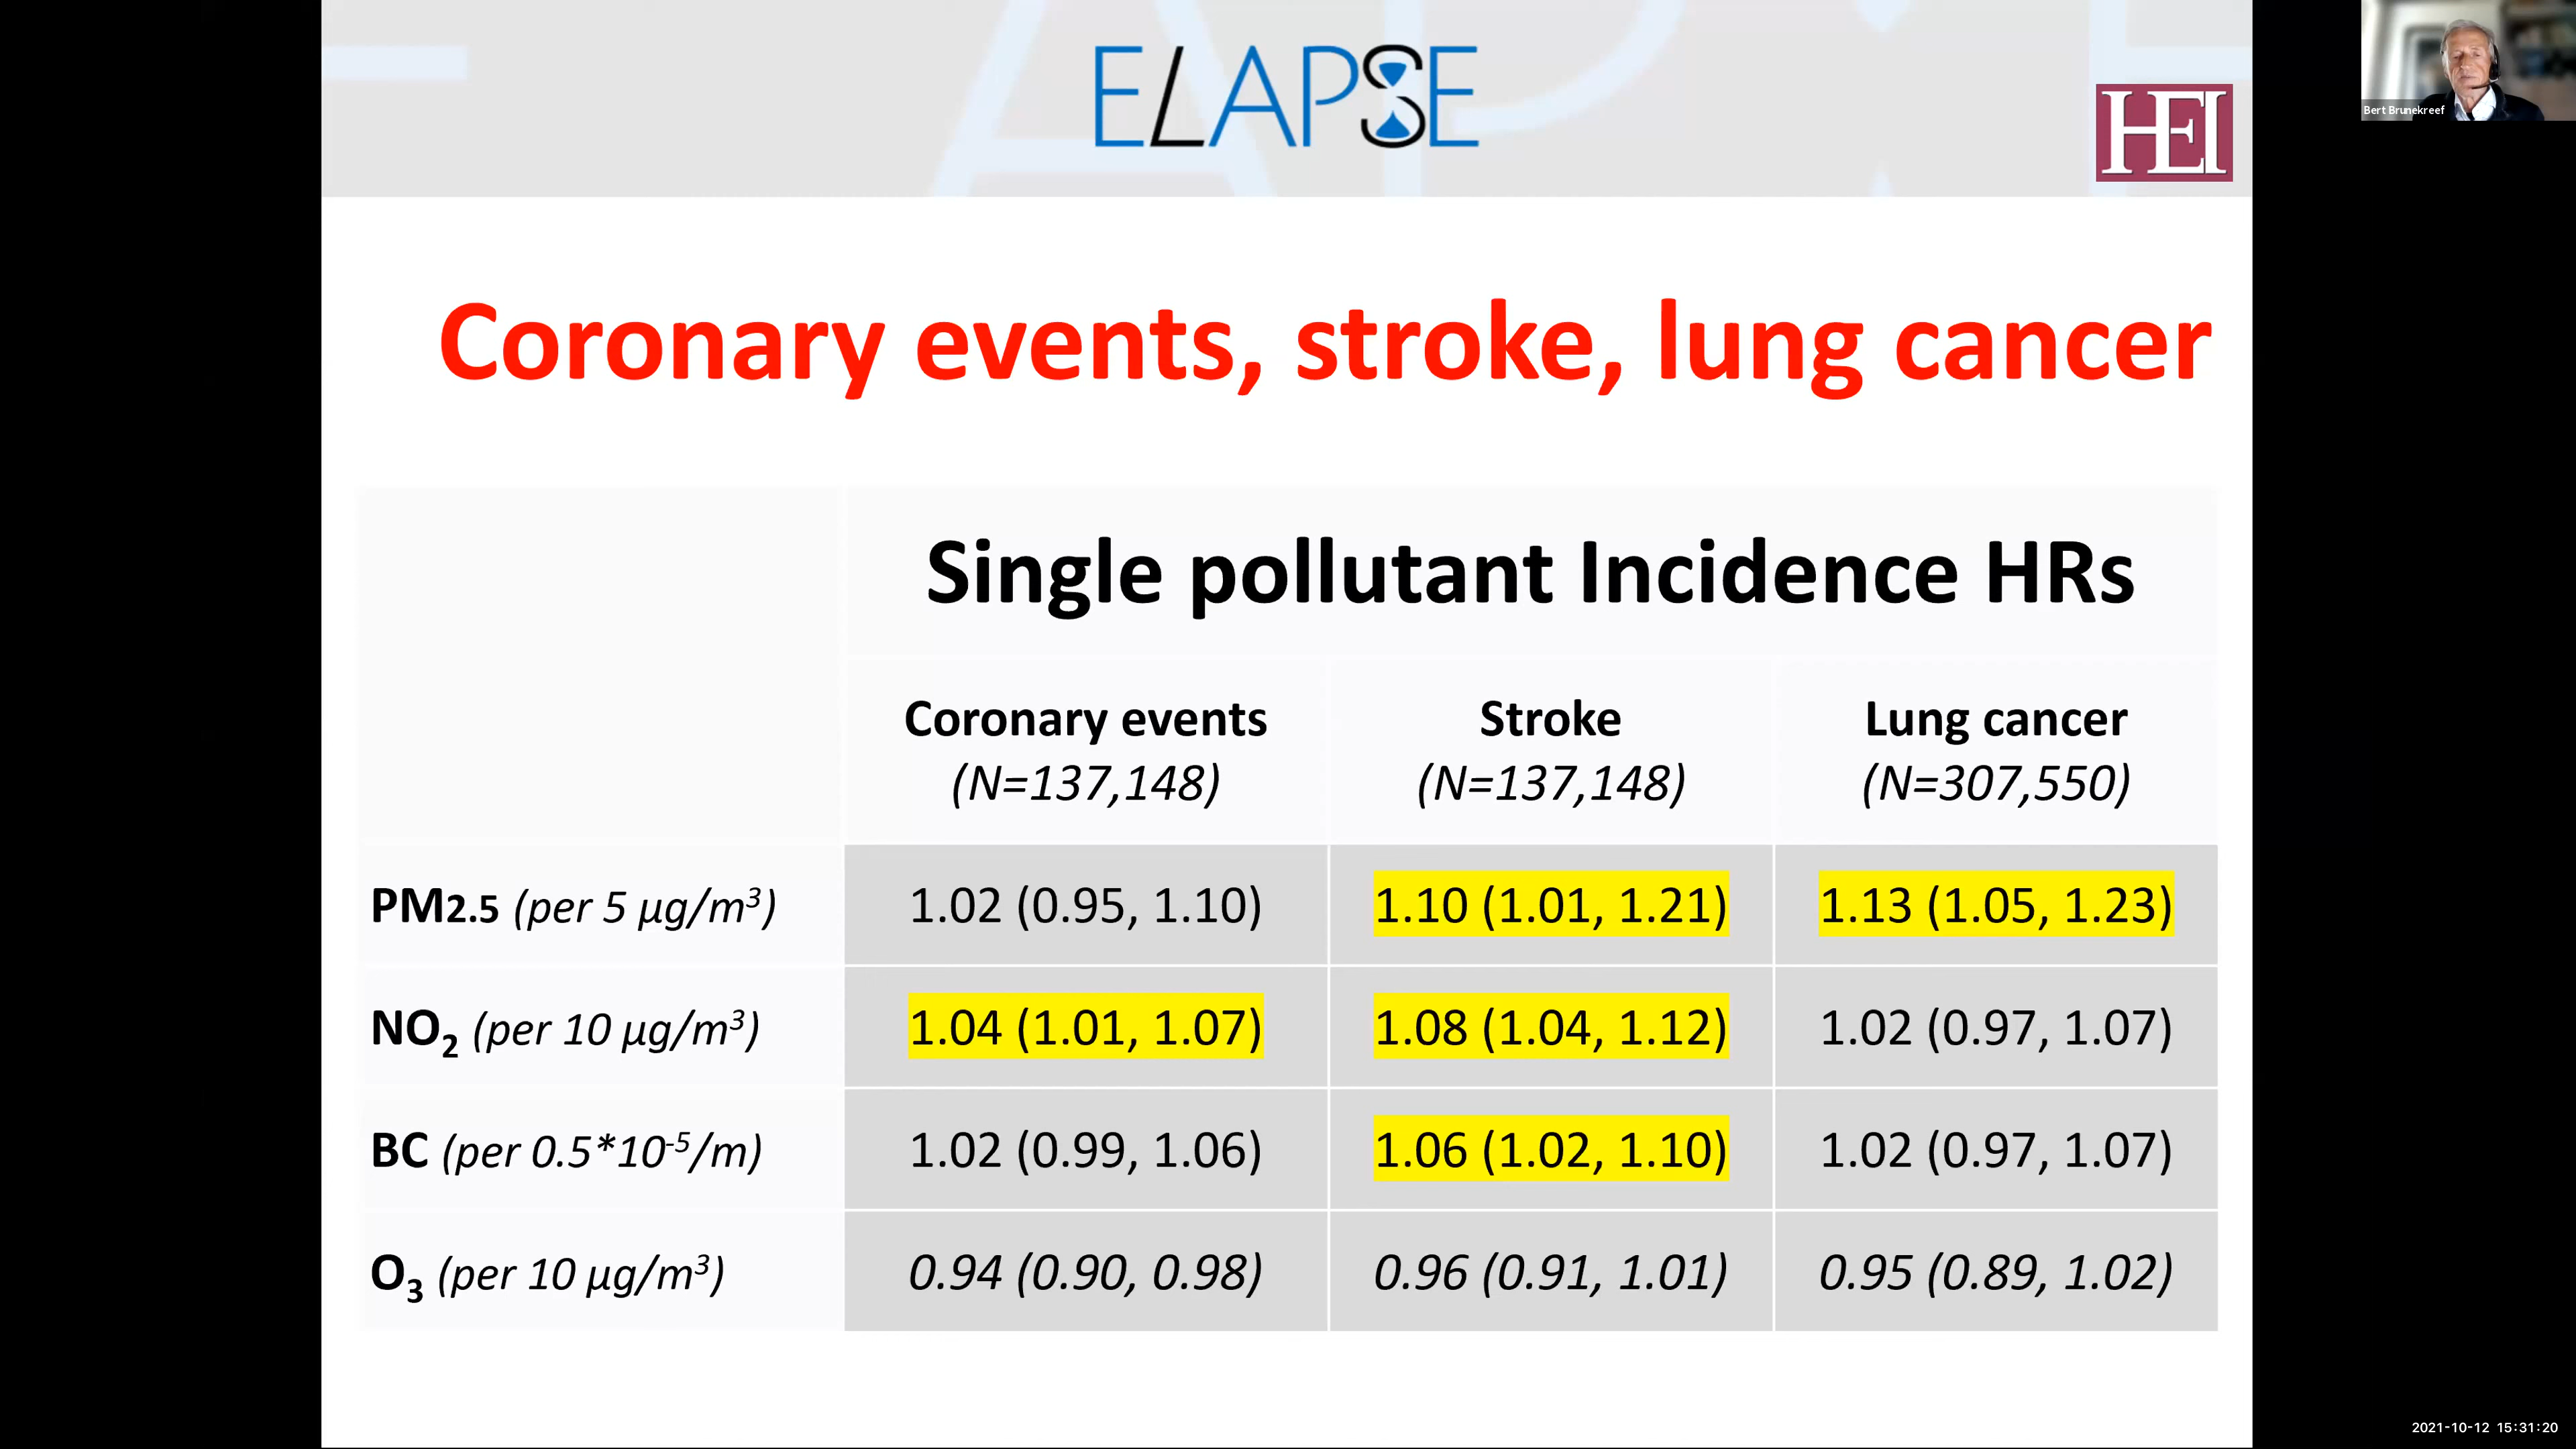 ELAPSE
HEI
Bert Brunekreef
Coronary events, stroke, lung cancer
Single pollutant Incidence HRs
Coronary events (N=137,148)
Stroke (N=137,148)
Lung cancer (N=307,550)
PM2.5 (per 5 µg/m³) 1.02 (0.95, 1.10) 1.10 (1.01, 1.21) 1.13 (1.05, 1.23)
NO₂ (per 10 µg/m³) 1.04 (1.01, 1.07) 1.08 (1.04, 1.12) 1.02 (0.97, 1.07)
BC (per 0.5*10⁻⁵/m) 1.02 (0.99, 1.06) 1.06 (1.02, 1.10) 1.02 (0.97, 1.07)
O₃ (per 10 µg/m³) 0.94 (0.90, 0.98) 0.96 (0.91, 1.01) 0.95 (0.89, 1.02)
2021-10-12 15:31:20